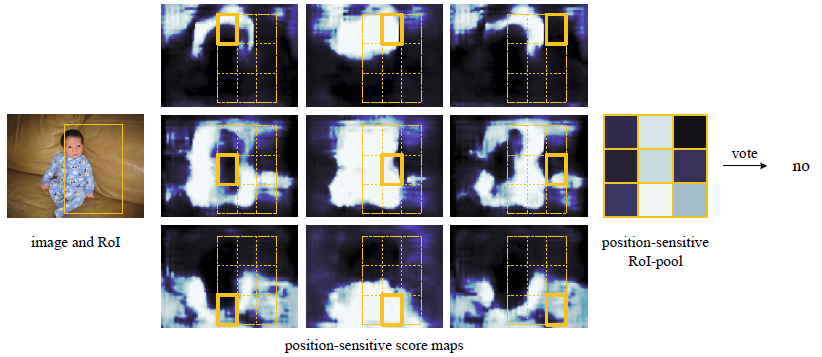 image and RoI
position-sensitive score maps
position-sensitive
RoI-pool
vote
no